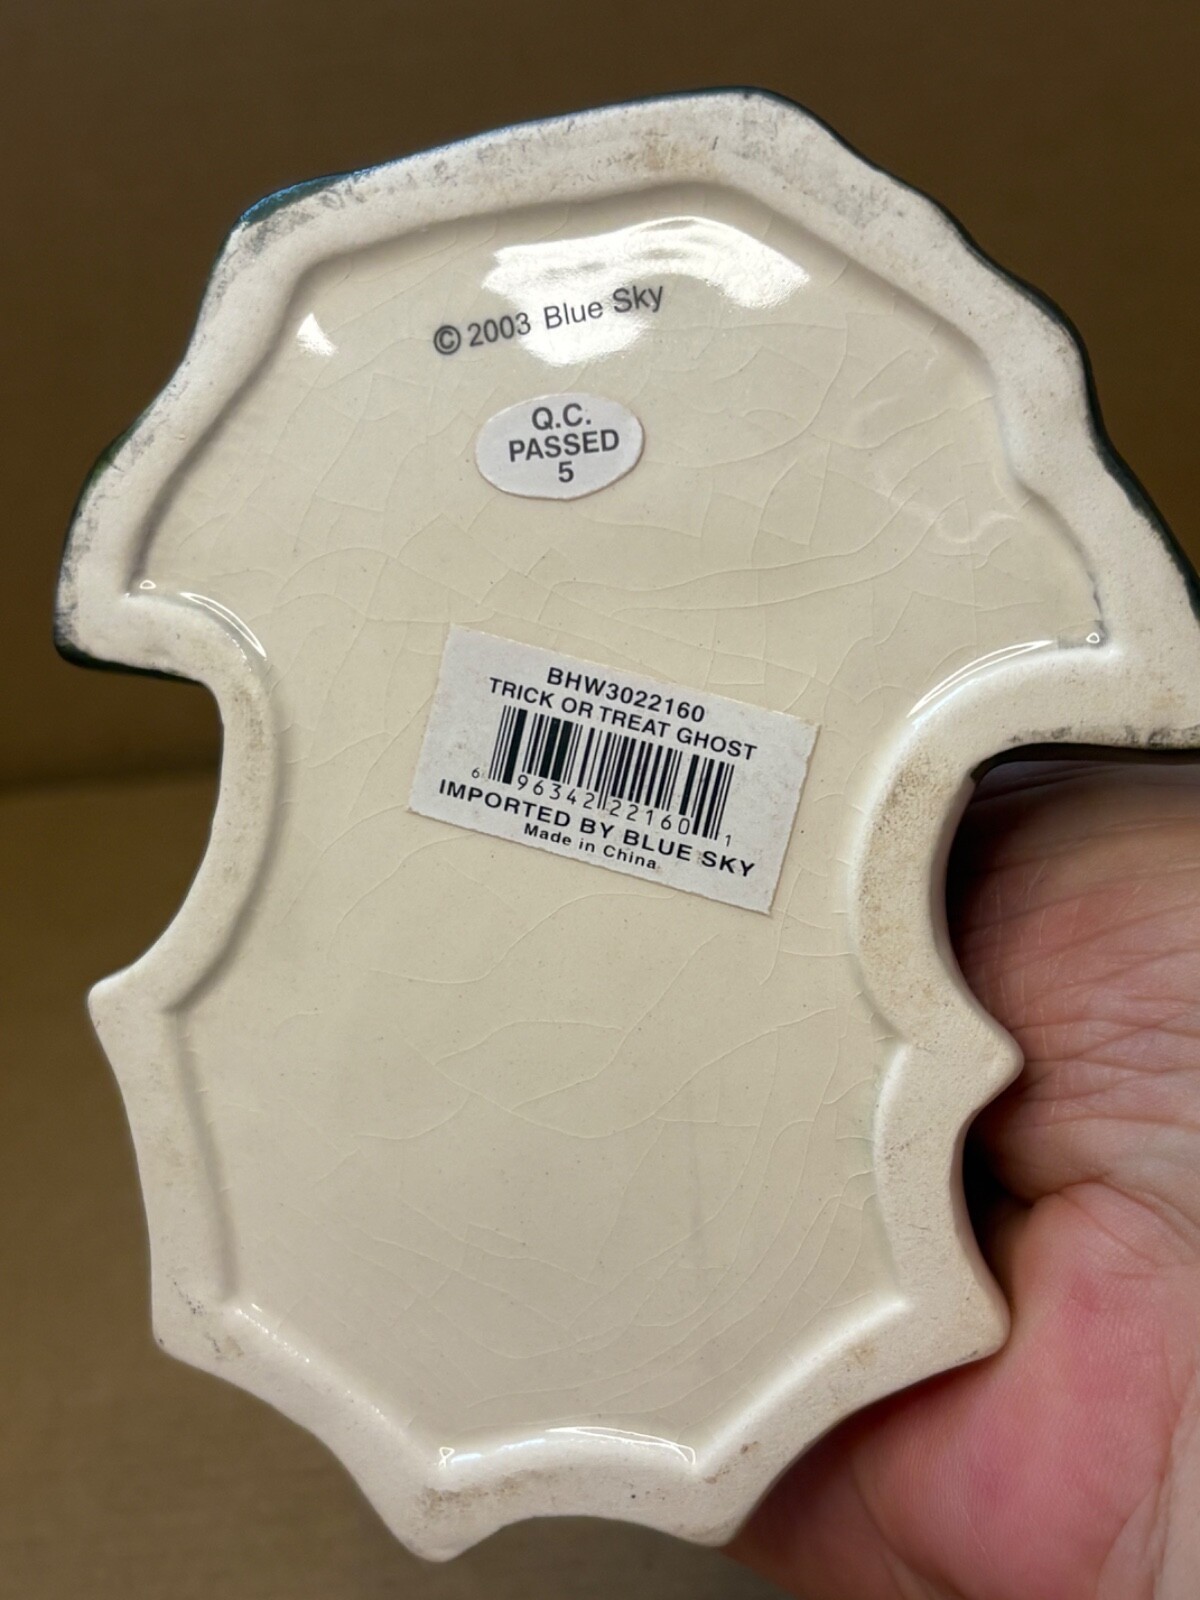 © 2003 Blue Sky
Q.C.
PASSED
5
BHW3022160
TRICK OR TREAT GHOST
6 96342 22160 1
IMPORTED BY BLUE SKY
Made in China